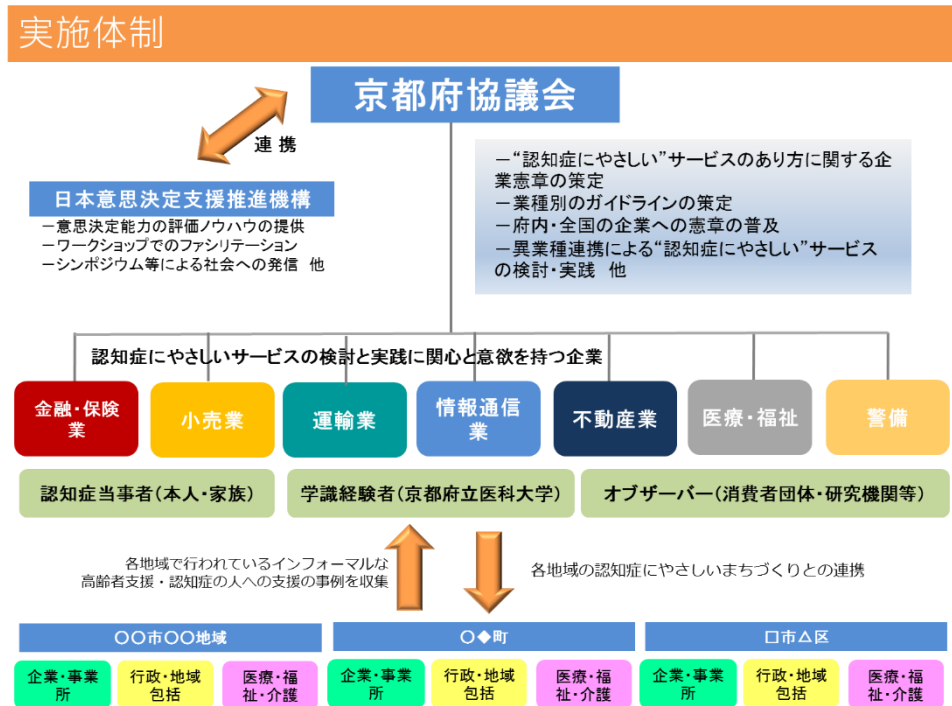 実施体制
京都府協議会
連携
日本意思決定支援推進機構
－意思決定能力の評価ノウハウの提供
－ワークショップでのファシリテーション
－シンポジウム等による社会への発信 他
－“認知症にやさしい”サービスのあり方に関する企
業憲章の策定
－業種別のガイドラインの策定
－府内・全国の企業への憲章の普及
－異業種連携による“認知症にやさしい”サービス
の検討・実践 他
認知症にやさしいサービスの検討と実践に関心と意欲を持つ企業
金融・保険
業
小売業
運輸業
情報通信
業
不動産業
医療・福祉
警備
認知症当事者(本人・家族)
学識経験者(京都府立医科大学)
オブザーバー(消費者団体・研究機関等)
各地域で行われているインフォーマルな
高齢者支援・認知症の人への支援の事例を収集
各地域の認知症にやさしいまちづくりとの連携
〇〇市〇〇地域
〇◆町
□市△区
企業・事業
所
行政・地域
包括
医療・福
祉・介護
企業・事業
所
行政・地域
包括
医療・福
祉・介護
企業・事業
所
行政・地域
包括
医療・福
祉・介護